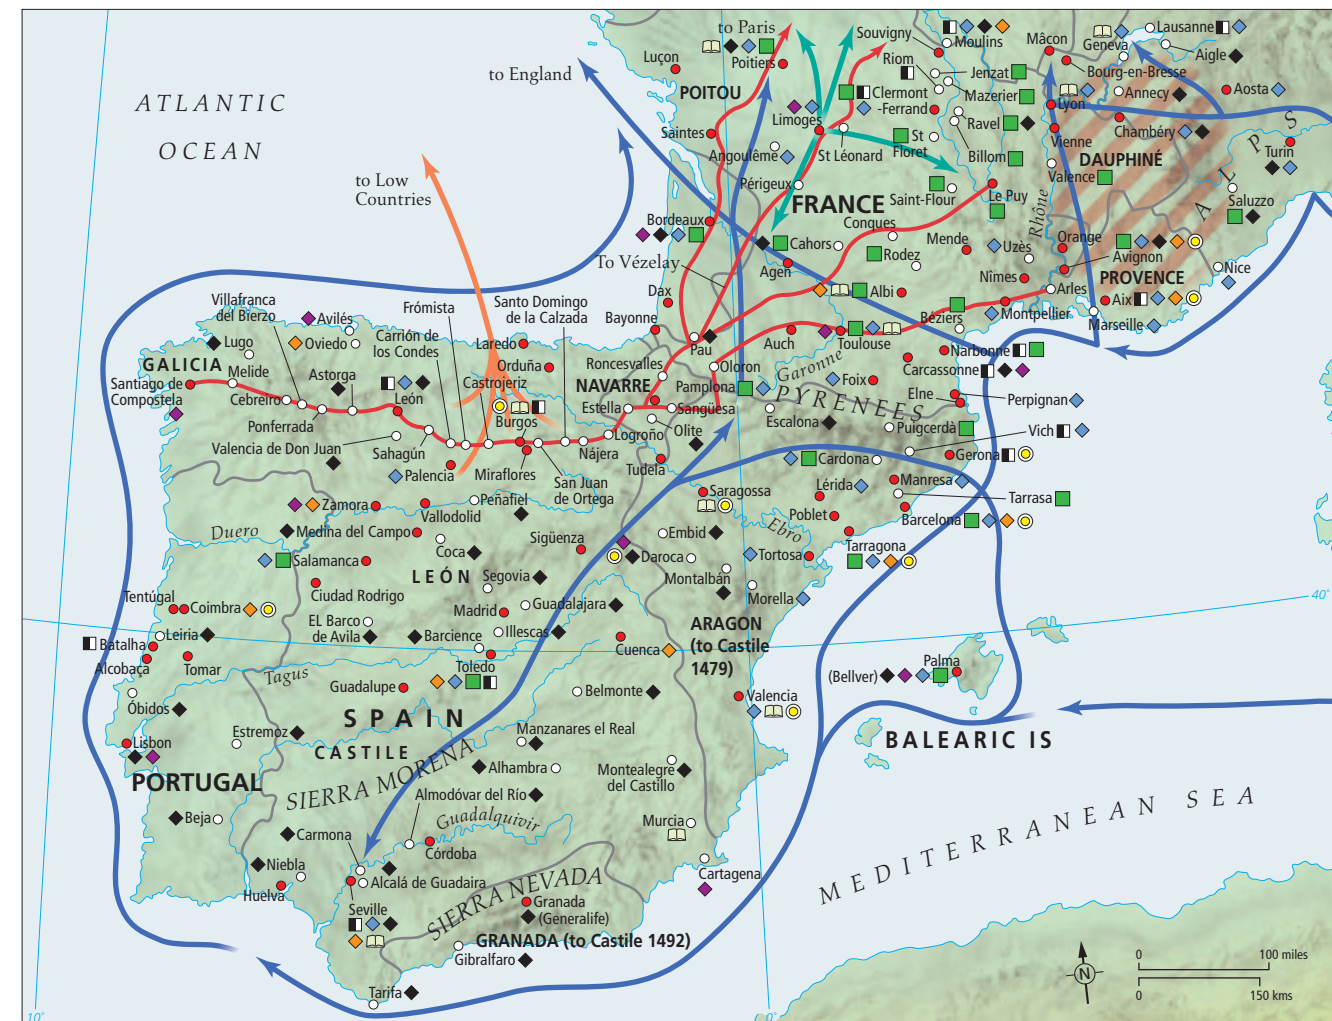 to Paris
Souvigny
Moulins
Mâcon
Geneva
Lausanne
Aigle
Luçon
Poitiers
Riom
Jenzat
Bourg-en-Bresse
to England
POITOU
Clermont
-Ferrand
Mazerier
Annecy
Aosta
ATLANTIC
OCEAN
Limoges
Lyon
Saintes
Ravel
Chambéry
Angoulême
St Léonard
St
Floret
Billom
Vienne
DAUPHINÉ
Valence
Turin
ALPS
to Low
Countries
Périgeux
FRANCE
Saint-Flour
Le Puy
Rhône
Saluzzo
Bordeaux
Conques
Cahors
Rodez
Mende
Uzès
Orange
Avignon
To Vézelay
Agen
Nîmes
PROVENCE
Nice
Dax
Albi
Arles
Aix
Villafranca
del Bierzo
Frómista
Santo Domingo
de la Calzada
Bayonne
Béziers
Montpellier
Marseille
Avilés
Carrión de
los Condes
Lugo
Oviedo
Laredo
Pau
Auch
Toulouse
Narbonne
GALICIA
Melide
Orduña
Roncesvalles
Oloron
Garonne
Carcassonne
Santiago de
Compostela
Astorga
Castrojeriz
NAVARRE
Pamplona
Foix
Cebreiro
León
Estella
Sangüesa
PYRENEES
Elne
Perpignan
Ponferrada
Burgos
Logroño
Olite
Escalona
Puigcerdà
Vich
Valencia de Don Juan
Sahagún
Nájera
Gerona
Palencia
Miraflores
San Juan
de Ortega
Tudela
Cardona
Manresa
Lérida
Zamora
Valladolid
Peñafiel
Saragossa
Tarrasa
Poblet
Barcelona
Duero
Medina del Campo
Ebro
Embid
Coca
Sigüenza
Tarragona
Salamanca
Daroca
Tortosa
LEÓN
Segovia
Montalbán
Ciudad Rodrigo
Morella
Tentúgal
Coimbra
Madrid
Guadalajara
40°
EL Barco
de Avila
Leiria
Barcience
Illescas
ARAGON
(to Castile
1479)
Batalha
Cuenca
Alcobaça
Tomar
Toledo
Palma
Tagus
(Bellver)
Guadalupe
Belmonte
Valencia
Óbidos
SPAIN
Estremoz
Manzanares el Real
Lisbon
CASTILE
BALEARIC IS
PORTUGAL
SIERRA MORENA
Alhambra
Montealegre
del Castillo
Almodóvar del Río
Guadalquivir
Beja
Murcia
MEDITERRANEAN SEA
Carmona
Córdoba
Niebla
Cartagena
Alcalá de Guadaira
Huelva
SIERRA NEVADA
Seville
Granada
(Generalife)
GRANADA (to Castile 1492)
Gibralfaro
N
0
100 miles
0
150 kms
Tarifa
10°
0°